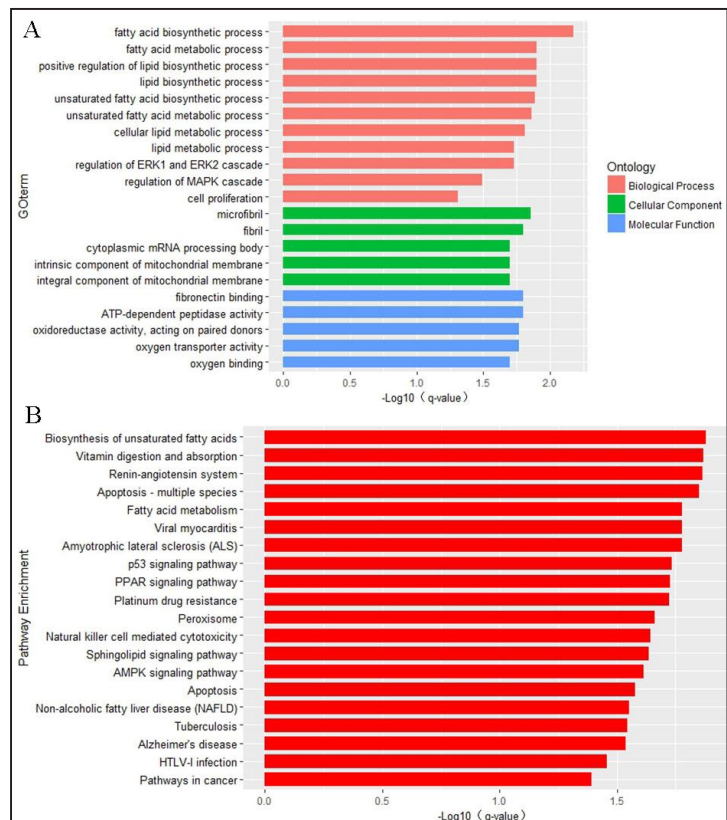 A
fatty acid biosynthetic process
fatty acid metabolic process
positive regulation of lipid biosynthetic process
lipid biosynthetic process
unsaturated fatty acid biosynthetic process
unsaturated fatty acid metabolic process
cellular lipid metabolic process
lipid metabolic process
regulation of ERK1 and ERK2 cascade
regulation of MAPK cascade
cell proliferation
microfibril
fibril
cytoplasmic mRNA processing body
intrinsic component of mitochondrial membrane
integral component of mitochondrial membrane
fibronectin binding
ATP-dependent peptidase activity
oxidoreductase activity, acting on paired donors
oxygen transporter activity
oxygen binding
GOterm
0.0 0.5 1.0 1.5 2.0
-Log10（q-value）
Ontology
Biological Process
Cellular Component
Molecular Function
B
Biosynthesis of unsaturated fatty acids
Vitamin digestion and absorption
Renin-angiotensin system
Apoptosis - multiple species
Fatty acid metabolism
Viral myocarditis
Amyotrophic lateral sclerosis (ALS)
p53 signaling pathway
PPAR signaling pathway
Platinum drug resistance
Peroxisome
Natural killer cell mediated cytotoxicity
Sphingolipid signaling pathway
AMPK signaling pathway
Apoptosis
Non-alcoholic fatty liver disease (NAFLD)
Tuberculosis
Alzheimer's disease
HTLV-I infection
Pathways in cancer
Pathway Enrichment
0.0 0.5 1.0 1.5
-Log10（q-value）